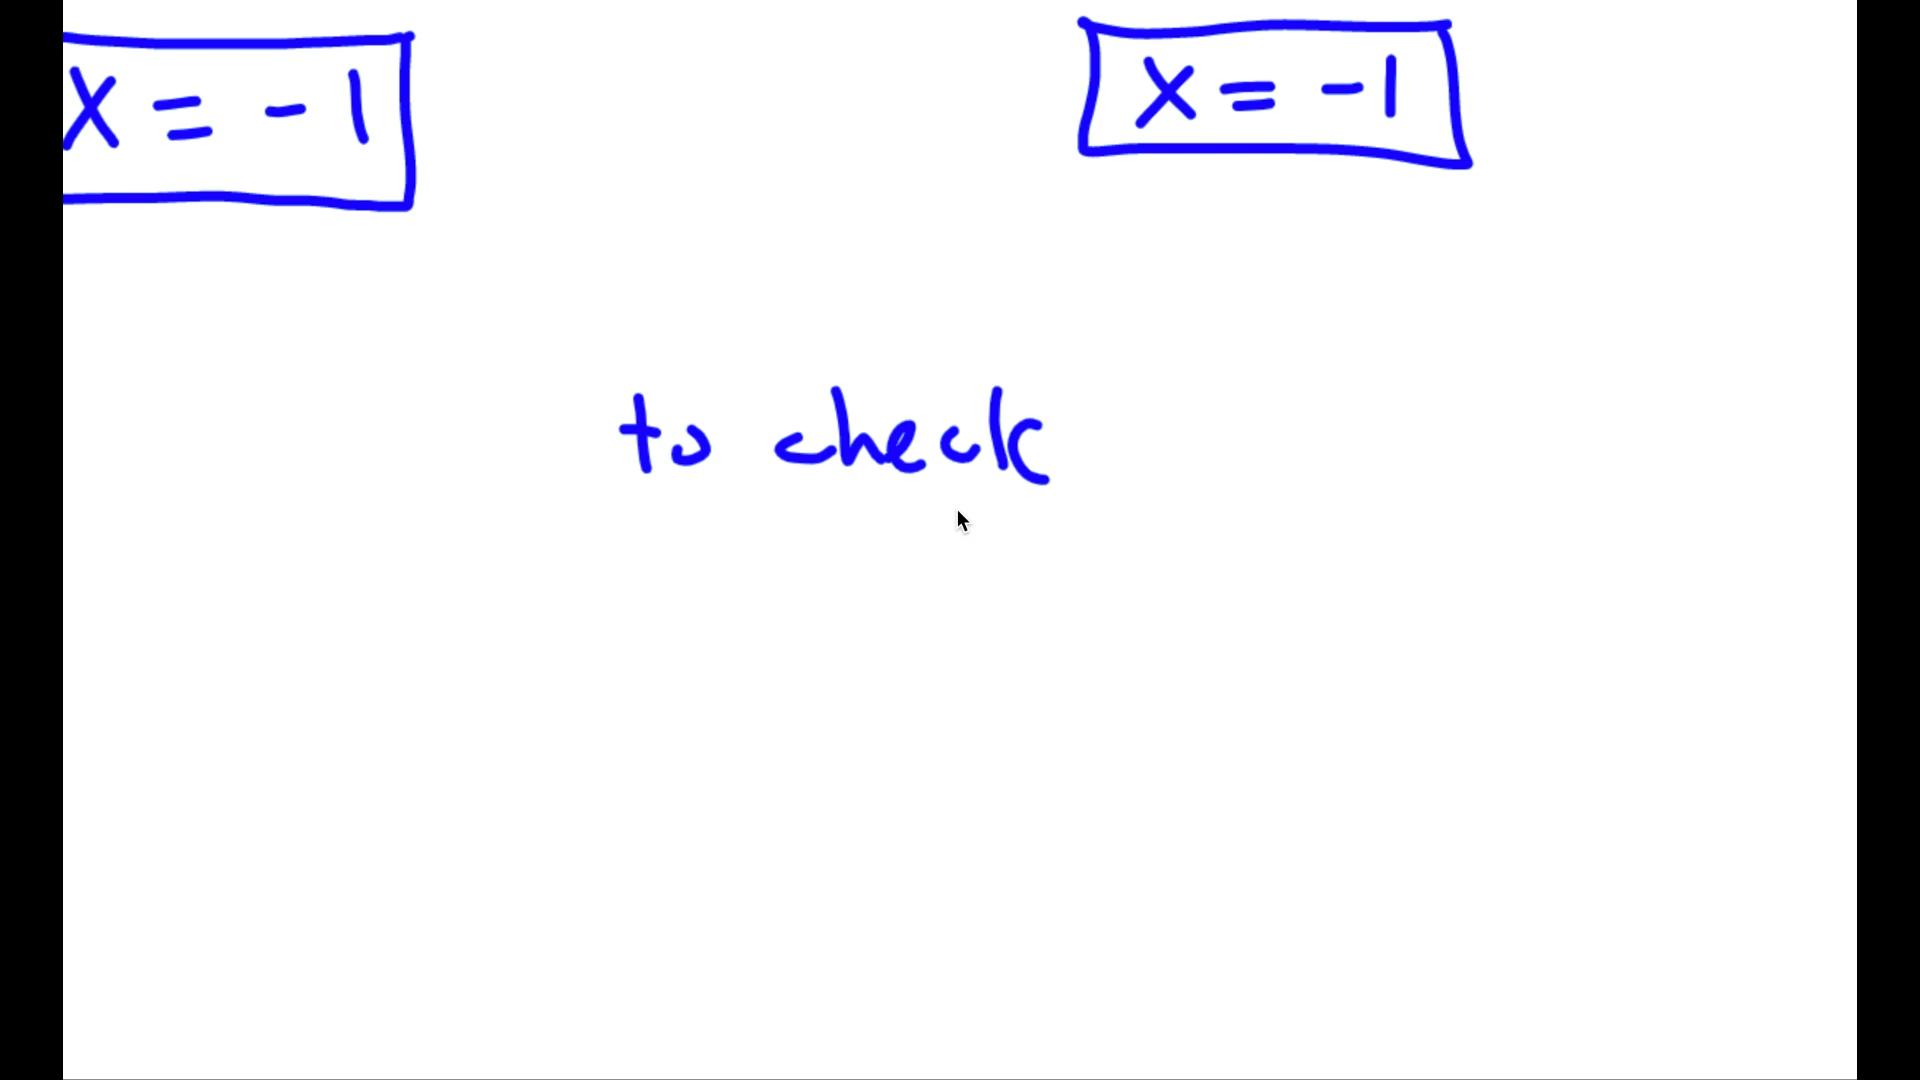 x = -1
x = -1
to check